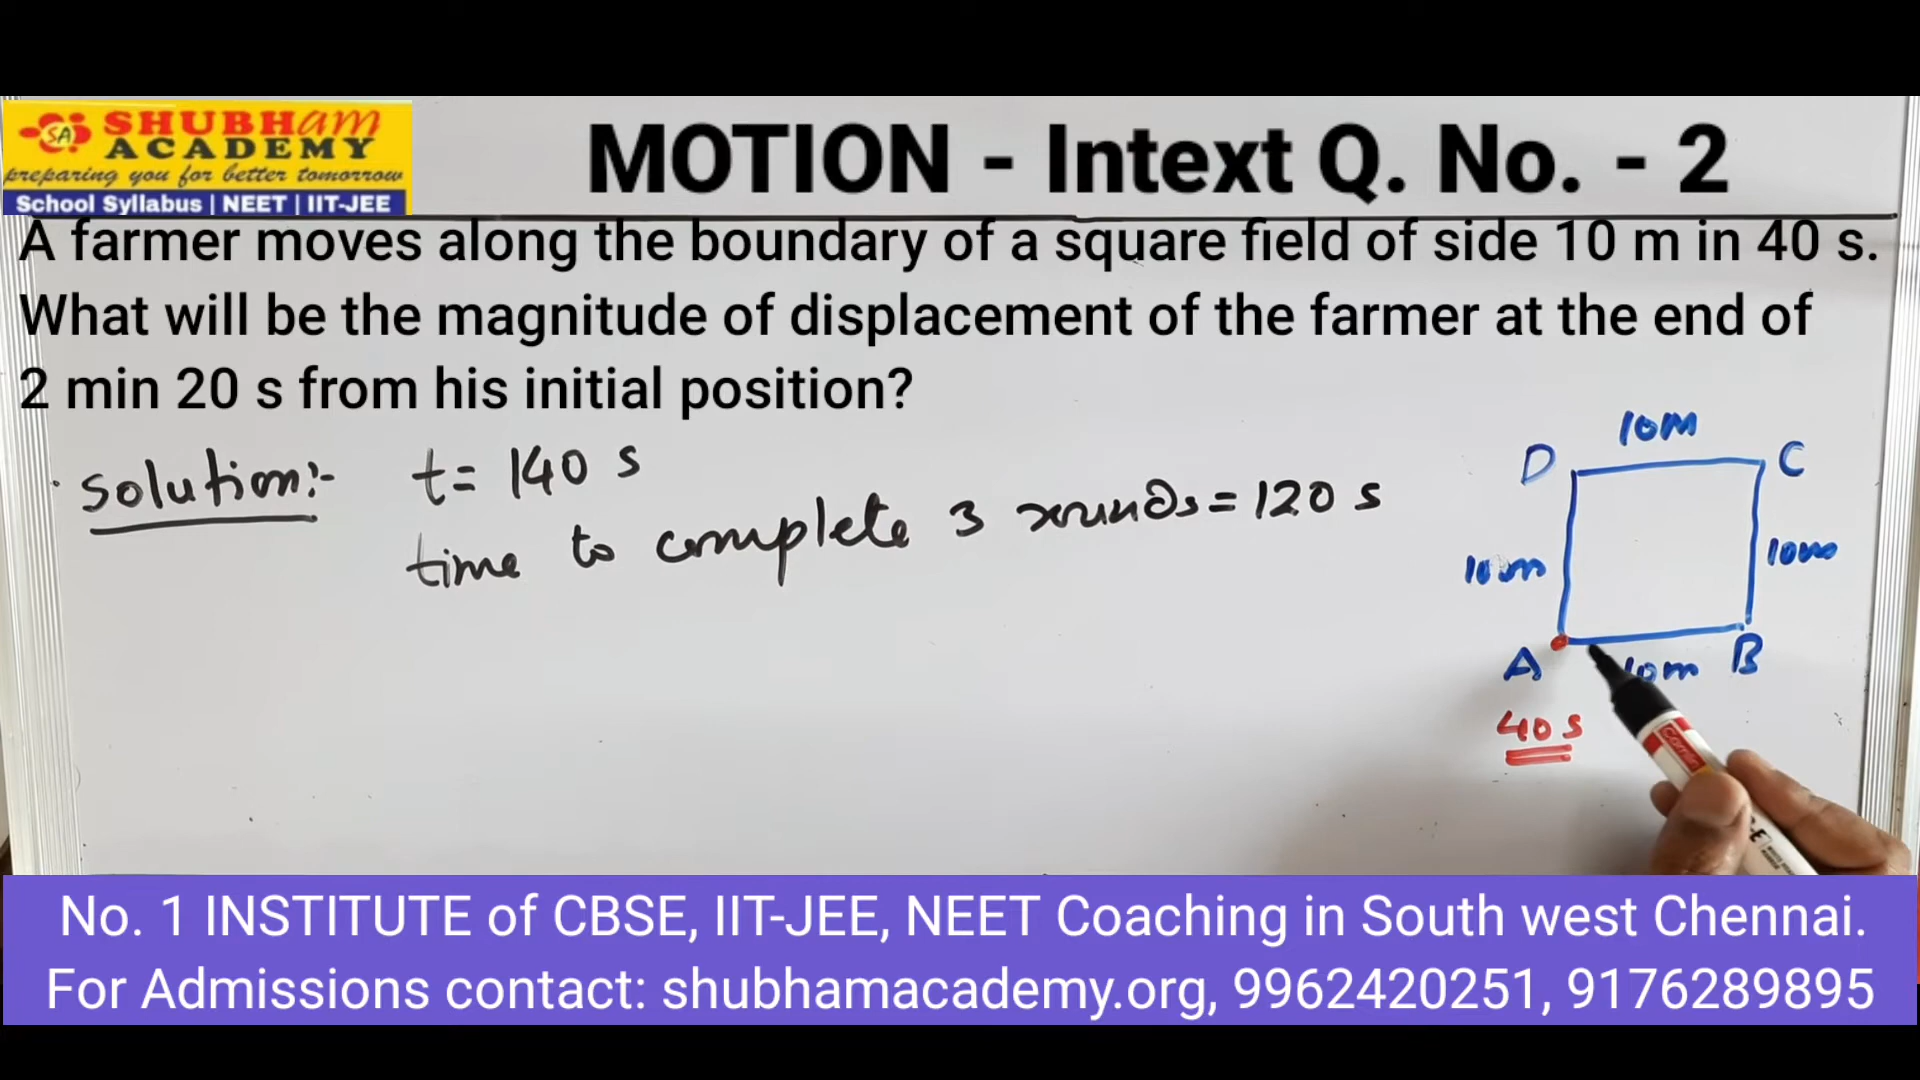 SA
SHUBHAM
ACADEMY
preparing you for better tomorrow
School Syllabus | NEET | IIT-JEE
MOTION - Intext Q. No. - 2
A farmer moves along the boundary of a square field of side 10 m in 40 s.
What will be the magnitude of displacement of the farmer at the end of
2 min 20 s from his initial position?
Solution:- t= 140 s
time to complete 3 rounds = 120 s
10M
D C
10m 10m
A 10m B
40 s
No. 1 INSTITUTE of CBSE, IIT-JEE, NEET Coaching in South west Chennai.
For Admissions contact: shubhamacademy.org, 9962420251, 9176289895